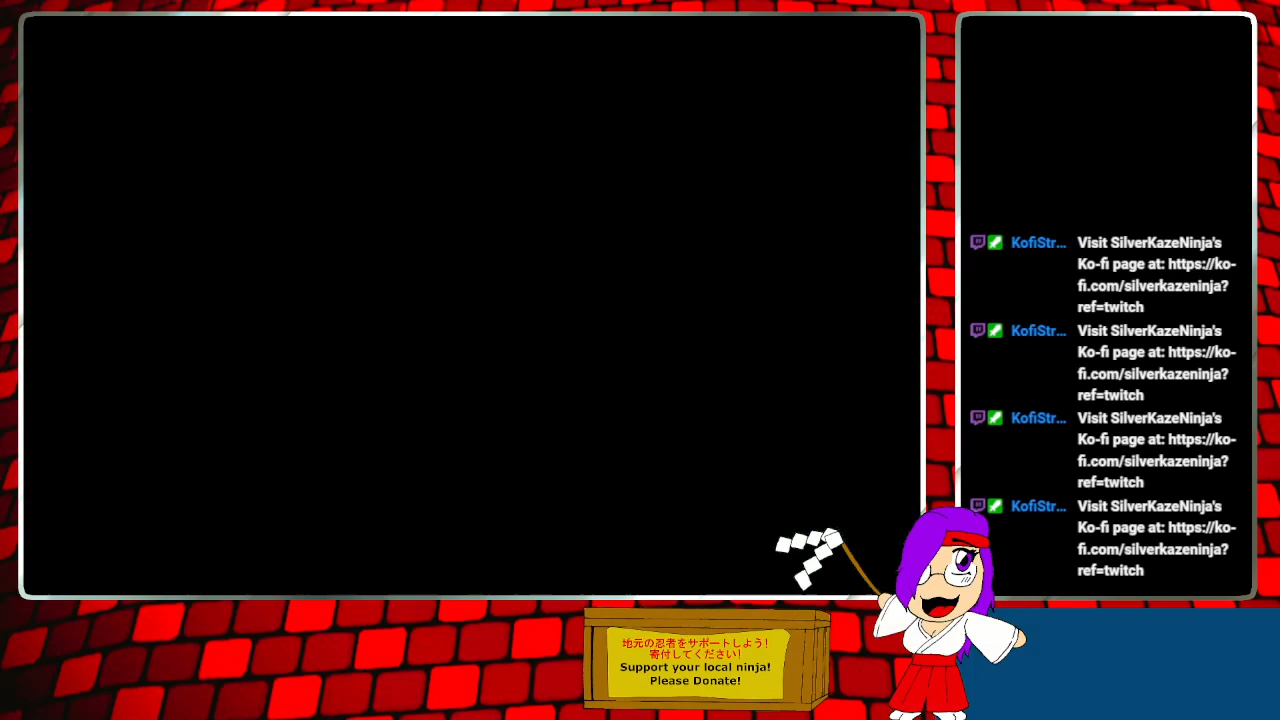 KofiStr... Visit SilverKazeNinja's
Ko-fi page at: https://ko-
fi.com/silverkazeninja?
ref=twitch
KofiStr... Visit SilverKazeNinja's
Ko-fi page at: https://ko-
fi.com/silverkazeninja?
ref=twitch
KofiStr... Visit SilverKazeNinja's
Ko-fi page at: https://ko-
fi.com/silverkazeninja?
ref=twitch
KofiStr... Visit SilverKazeNinja's
Ko-fi page at: https://ko-
fi.com/silverkazeninja?
ref=twitch
地元の忍者をサポートしよう!
寄付してください!
Support your local ninja!
Please Donate!